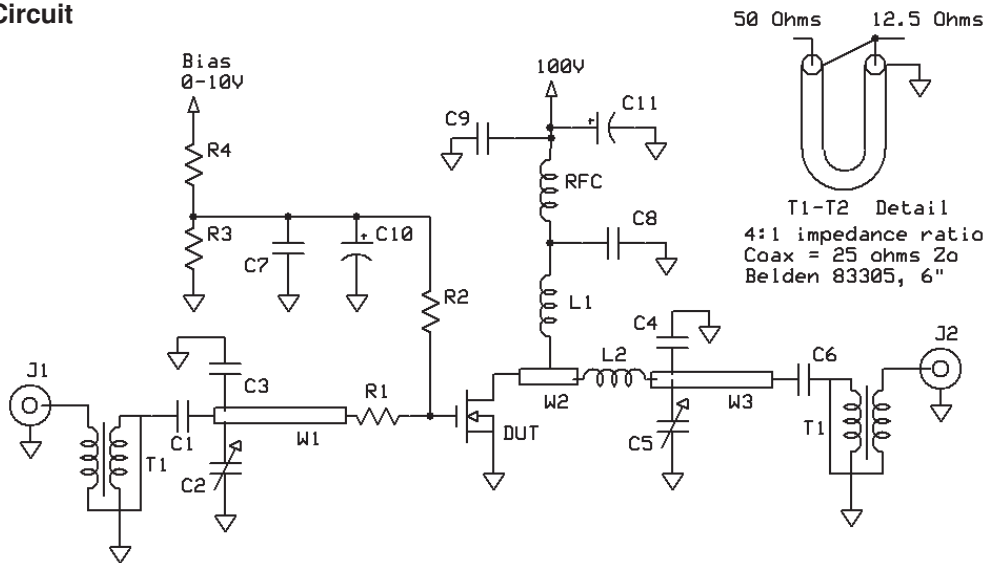 Circuit
50 Ohms
12.5 Ohms
Bias
0-10V
100V
C9
C11
R4
RFC
T1-T2 Detail
4:1 impedance ratio
Coax = 25 ohms Zo
Belden 83305, 6"
R3
C7
C10
C8
R2
L1
J1
C3
C4
L2
C6
J2
R1
W2
W3
C1
W1
DUT
C5
T1
T1
C2